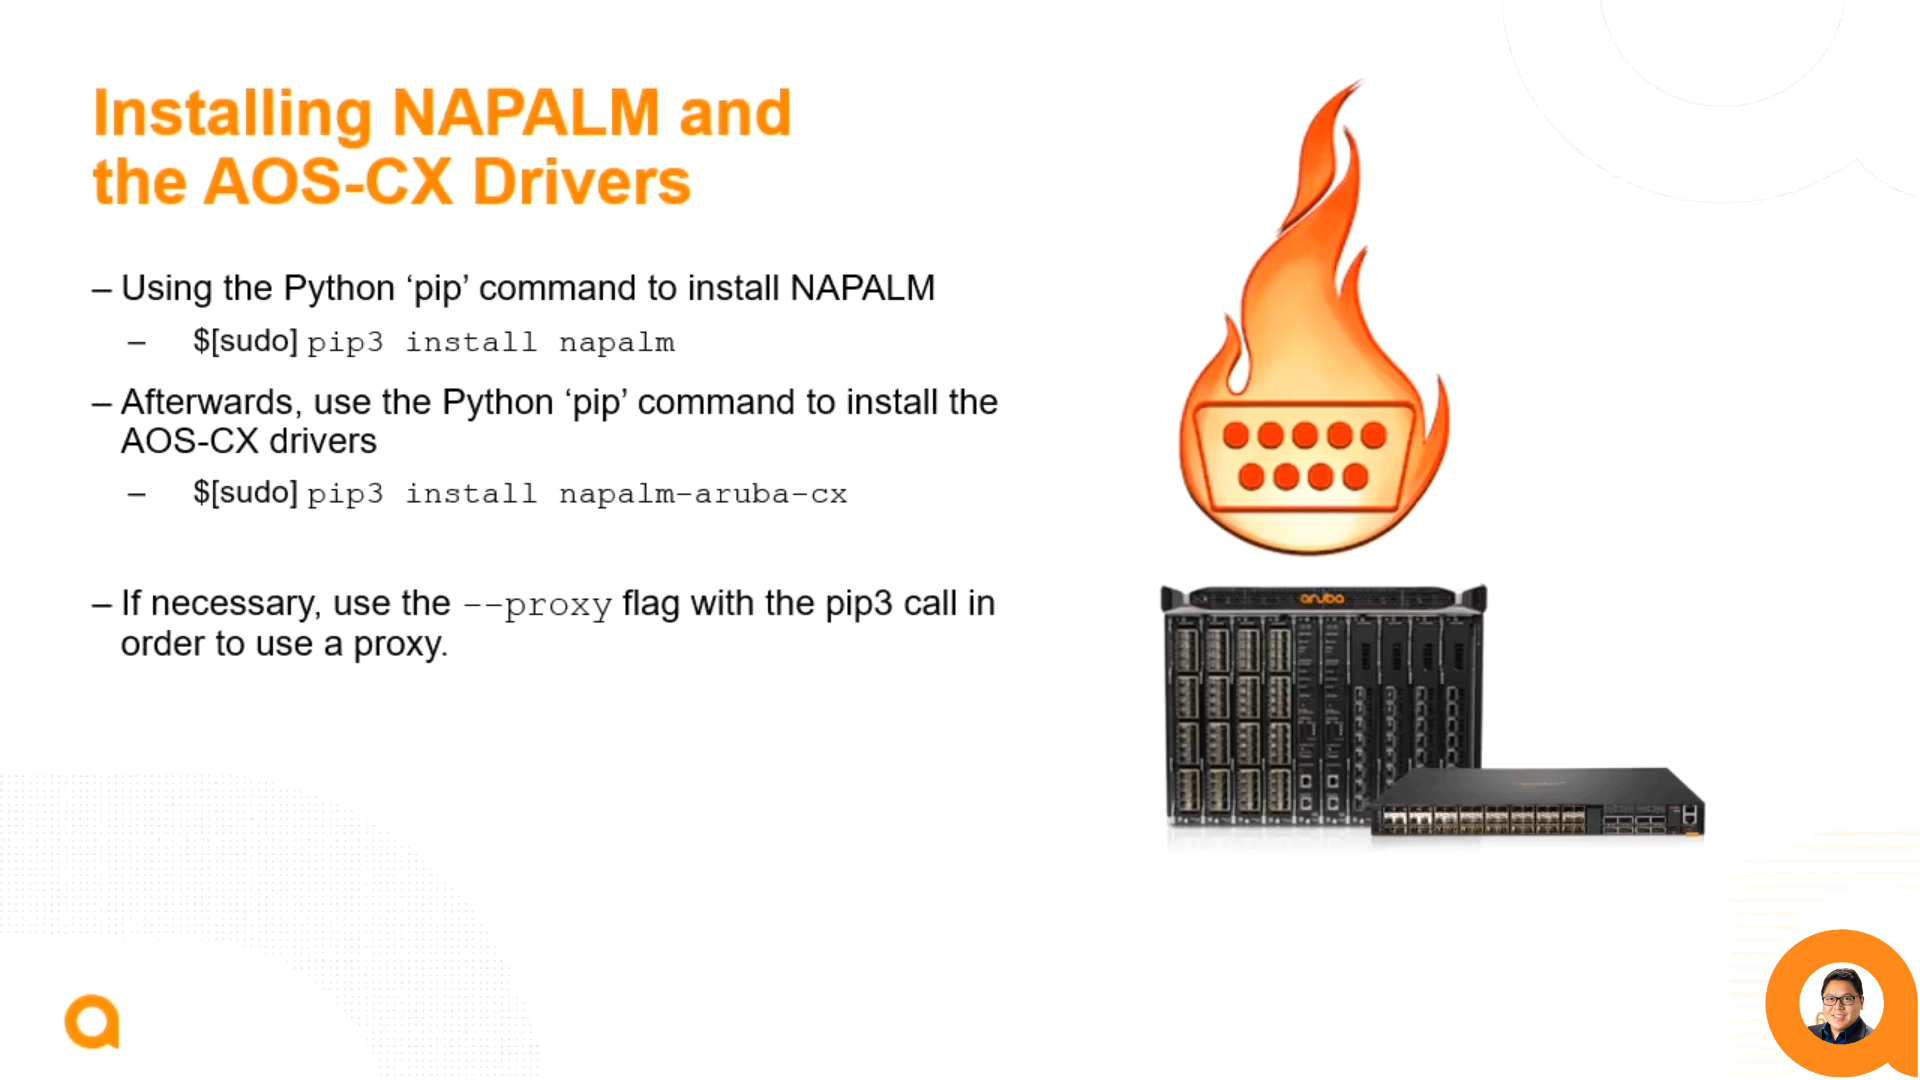 Installing NAPALM and
the AOS-CX Drivers
– Using the Python ‘pip’ command to install NAPALM
– $[sudo] pip3 install napalm
– Afterwards, use the Python ‘pip’ command to install the
AOS-CX drivers
– $[sudo] pip3 install napalm-aruba-cx
– If necessary, use the --proxy flag with the pip3 call in
order to use a proxy.
aruba